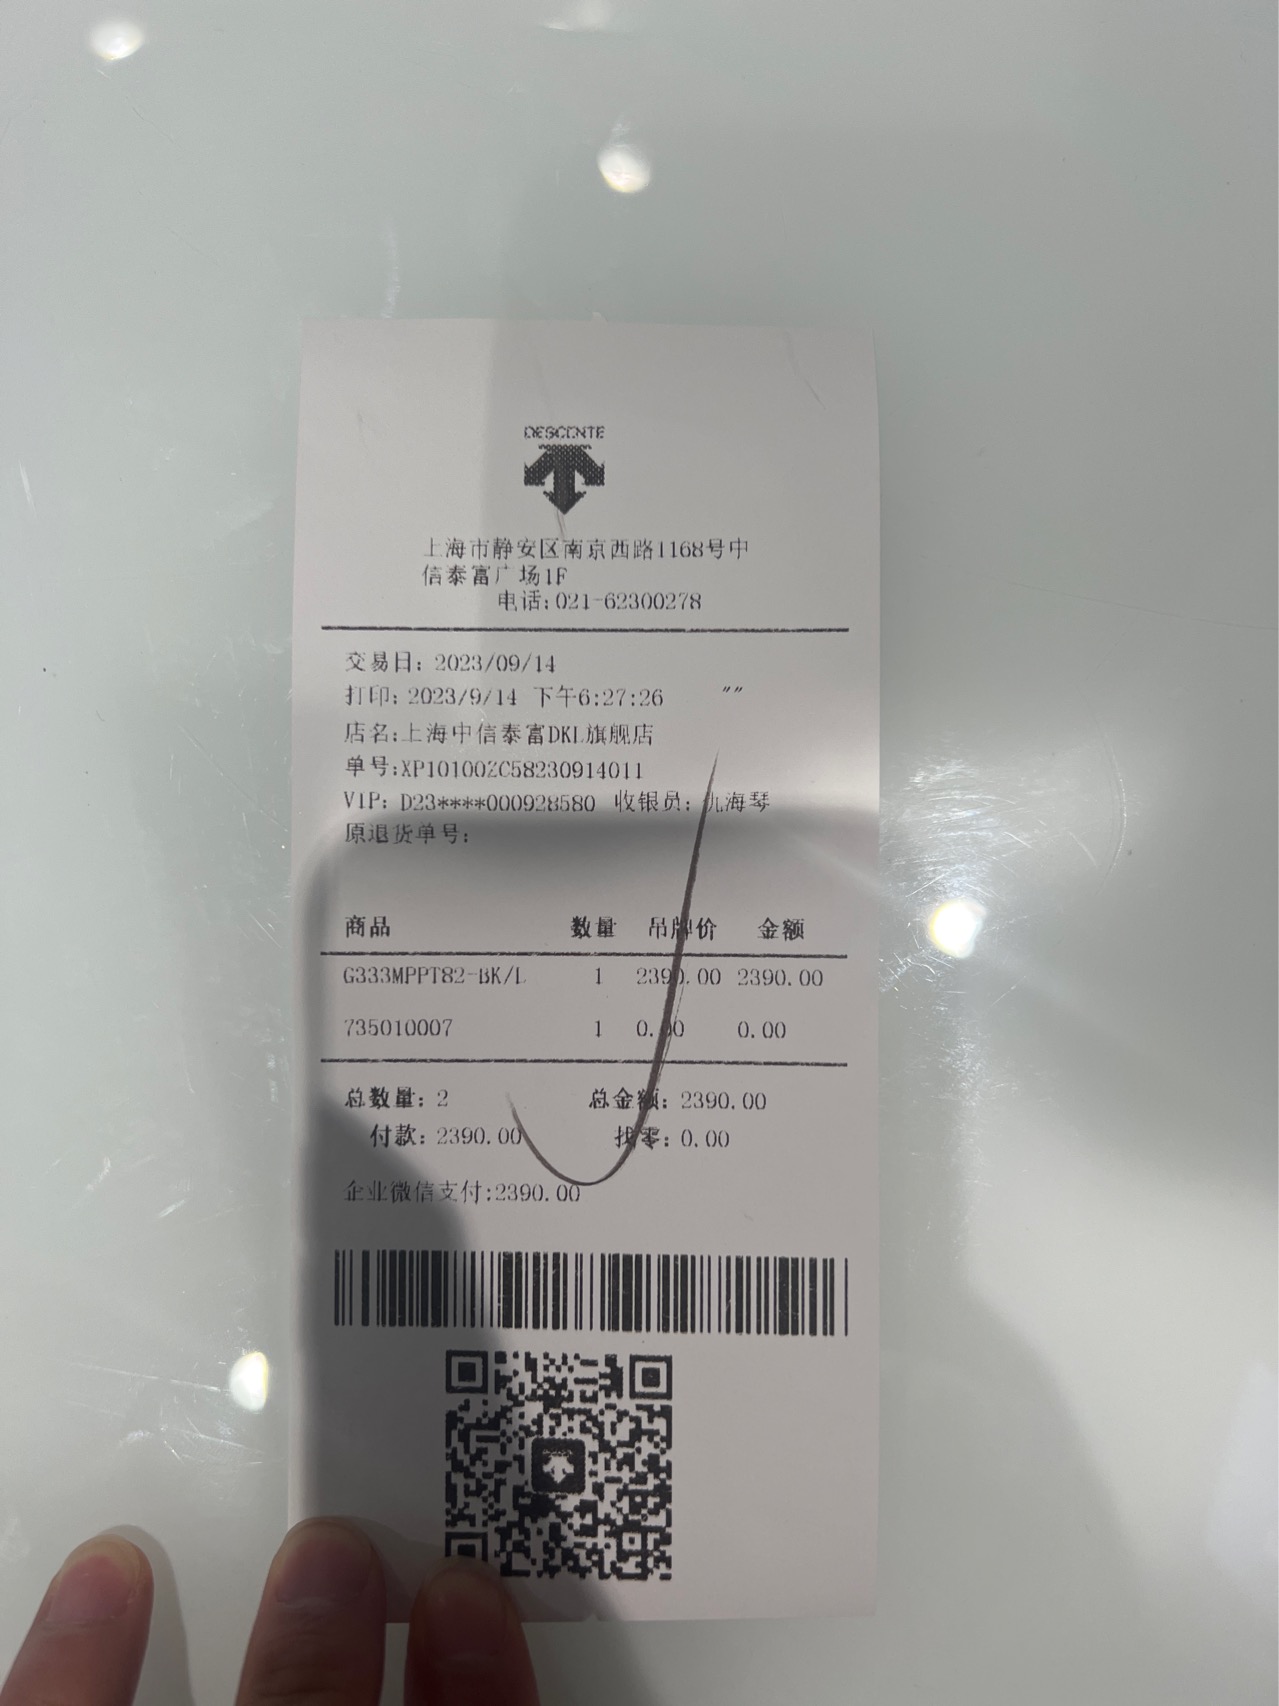 DESCENTE
上海市静安区南京西路1168号中
信泰富广场1F
电话:021-62300278
交易日: 2023/09/14
打印: 2023/9/14 下午6:27:26 ""
店名:上海中信泰富DKL旗舰店
单号:XP10100ZC58230914011
VIP: D23****000928580 收银员: 仇海琴
原退货单号:
商品 数量 吊牌价 金额
G333MPPT82-BK/L 1 2390.00 2390.00
735010007 1 0.00 0.00
总数量: 2 总金额: 2390.00
付款: 2390.00 找零: 0.00
企业微信支付:2390.00